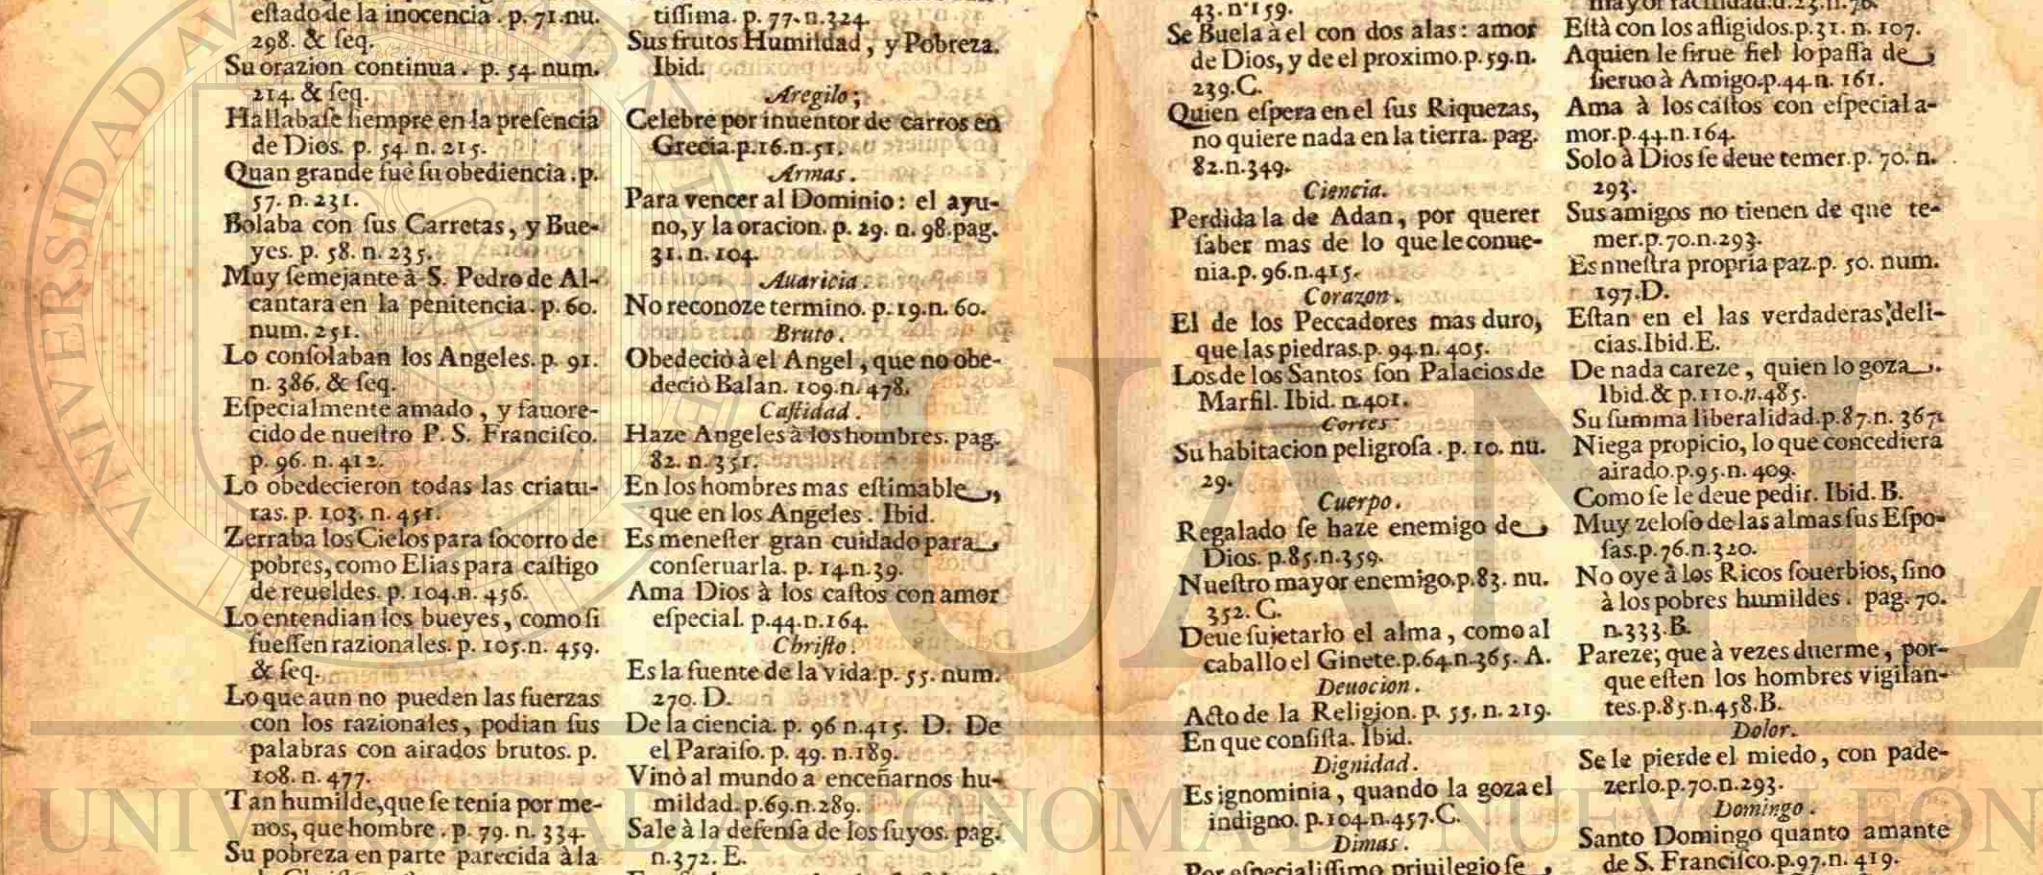 estado de la inocencia. p. 71. nu.
298. & seq.
Su orazion continua. p. 54. num.
214. & seq.
Hallabase siempre en la presencia
de Dios. p. 54. n. 215.
Quan grande fuè su obediencia. p.
57. n. 231.
Bolaba con sus Carretas, y Bue-
yes. p. 58. n. 235.
Muy semejante à S. Pedro de Al-
cantara en la penitencia. p. 60.
num. 251.
Lo consolaban los Angeles. p. 91.
n. 386. & seq.
Especialmente amado, y fauore-
cido de nuestro P. S. Francisco.
p. 96. n. 412.
Lo obedecieron todas las criatu-
ras. p. 103. n. 451.
Zerraba los Cielos para socorro de
pobres, como Elias para castigo
de reueldes. p. 104. n. 456.
Lo entendian los bueyes, como si
fuessen razionales. p. 105. n. 459.
& seq.
Lo que aun no pueden las fuerzas
con los razionales, podian sus
palabras con airados brutos. p.
108. n. 477.
Tan humilde, que se tenia por me-
nos, que hombre. p. 79. n. 334.
Su pobreza en parte parecida à la
tissima. p. 77. n. 324.
Sus frutos Humildad, y Pobreza.
Ibid.
Aregilo;
Celebre por inuentor de carros en
Grecia. p. 16. n. 51.
Armas.
Para vencer al Dominio: el ayu-
no, y la oracion. p. 29. n. 98. pag.
31. n. 104.
Auaricia.
No reconoze termino. p. 19. n. 60.
Bruto.
Obedeciò à el Angel, que no obe-
deciò Balan. 109. n. 478.
Castidad.
Haze Angeles à los hombres. pag.
82. n. 351.
En los hombres mas estimable,
que en los Angeles. Ibid.
Es menester gran cuidado para
conseruarla. p. 14. n. 39.
Ama Dios à los castos con amor
especial. p. 44. n. 164.
Christo.
Es la fuente de la vida. p. 55. num.
270. D.
De la ciencia. p. 96 n. 415. D. De
el Paraiso. p. 49. n. 189.
Vinò al mundo a enceñarnos hu-
mildad. p. 69. n. 289.
Sale à la defensa de los suyos. pag.
n. 372. E.
43. n. 159.
Se Buela à el con dos alas: amor
de Dios, y de el proximo. p. 59. n.
239. C.
Quien espera en el sus Riquezas,
no quiere nada en la tierra. pag.
82. n. 349.
Ciencia.
Perdida la de Adan, por querer
saber mas de lo que le conue-
nia. p. 96. n. 415.
Corazon.
El de los Peccadores mas duro,
que las piedras. p. 94. n. 405.
Los de los Santos son Palacios de
Marfil. Ibid. n. 401.
Cortes
Su habitacion peligrosa. p. 10. nu.
29.
Cuerpo.
Regalado se haze enemigo de
Dios. p. 85. n. 359.
Nuestro mayor enemigo. p. 83. nu.
352. C.
Deue sujetarlo el alma, como al
caballo el Ginete. p. 64. n. 365. A.
Deuocion.
Acto de la Religion. p. 55. n. 219.
En que consista. Ibid.
Dignidad.
Es ignominia, quando la goza el
indigno. p. 104. n. 457. C.
Dimas.
Por especialissimo priuilegio se
mayor facilidad. d. 23. n. 76.
Està con los afligidos. p. 31. n. 107.
A quien le sirue fiel lo passa de
sieruo à Amigo. p. 44. n. 161.
Ama à los castos con especial a-
mor. p. 44. n. 164.
Solo à Dios se deue temer. p. 70. n.
293.
Sus amigos no tienen de que te-
mer. p. 70. n. 293.
Es nnestra propria paz. p. 50. num.
197. D.
Estan en el las verdaderas deli-
cias. Ibid. E.
De nada careze, quien lo goza.
Ibid. & p. 110. n. 485.
Su summa liberalidad. p. 87. n. 367.
Niega propicio, lo que concediera
airado. p. 95. n. 409.
Como se le deue pedir. Ibid. B.
Muy zeloso de las almas sus Espo-
sas. p. 76. n. 320.
No oye à los Ricos souerbios, sino
à los pobres humildes. pag. 70.
n. 333. B.
Pareze; que à vezes duerme, por-
que esten los hombres vigilan-
tes. p. 85. n. 458. B.
Dolor.
Se le pierde el miedo, con pade-
zerlo. p. 70. n. 293.
Domingo.
Santo Domingo quanto amante
de S. Francisco. p. 97. n. 419.
UANL
UNIVERSIDAD AUTÓNOMA DE NUEVO LEÓN